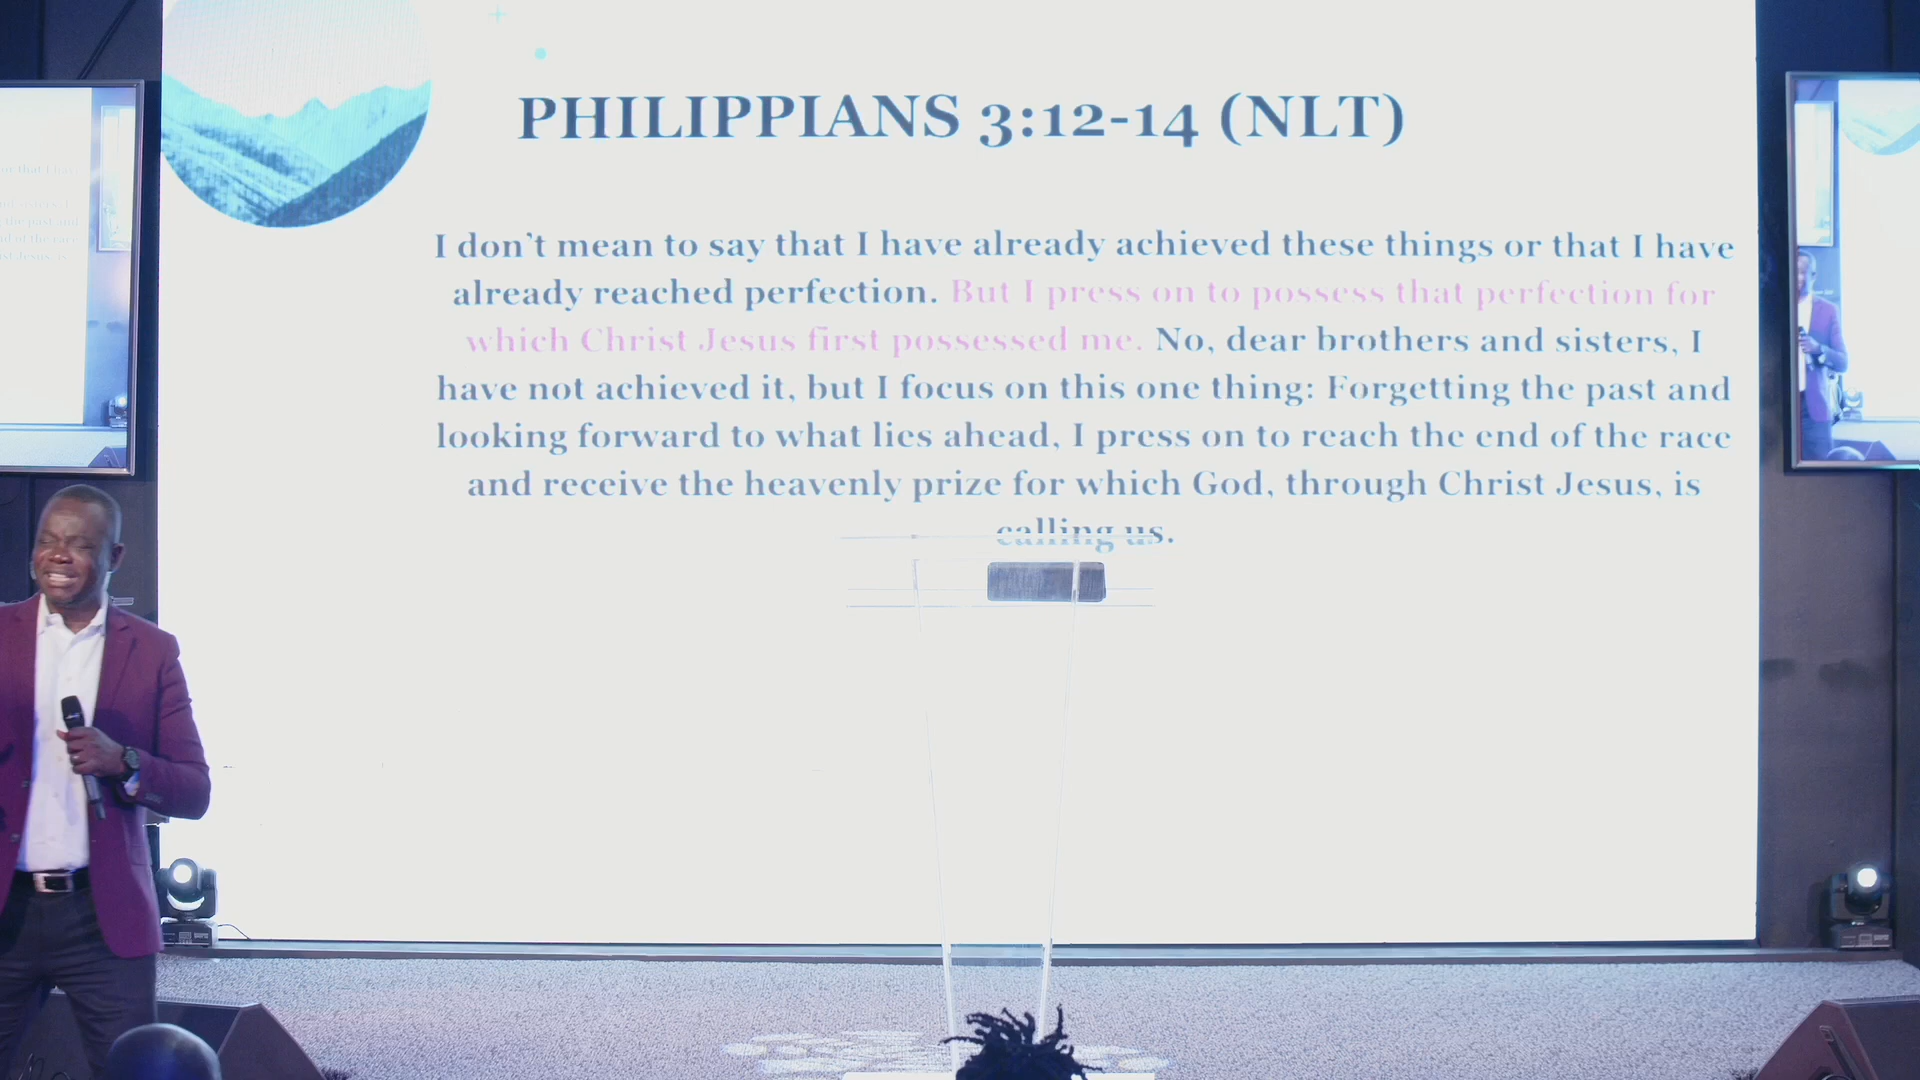 PHILIPPIANS 3:12-14 (NLT)
I don't mean to say that I have already achieved these things or that I have
already reached perfection. But I press on to possess that perfection for
which Christ Jesus first possessed me. No, dear brothers and sisters, I
have not achieved it, but I focus on this one thing: Forgetting the past and
looking forward to what lies ahead, I press on to reach the end of the race
and receive the heavenly prize for which God, through Christ Jesus, is
calling us.